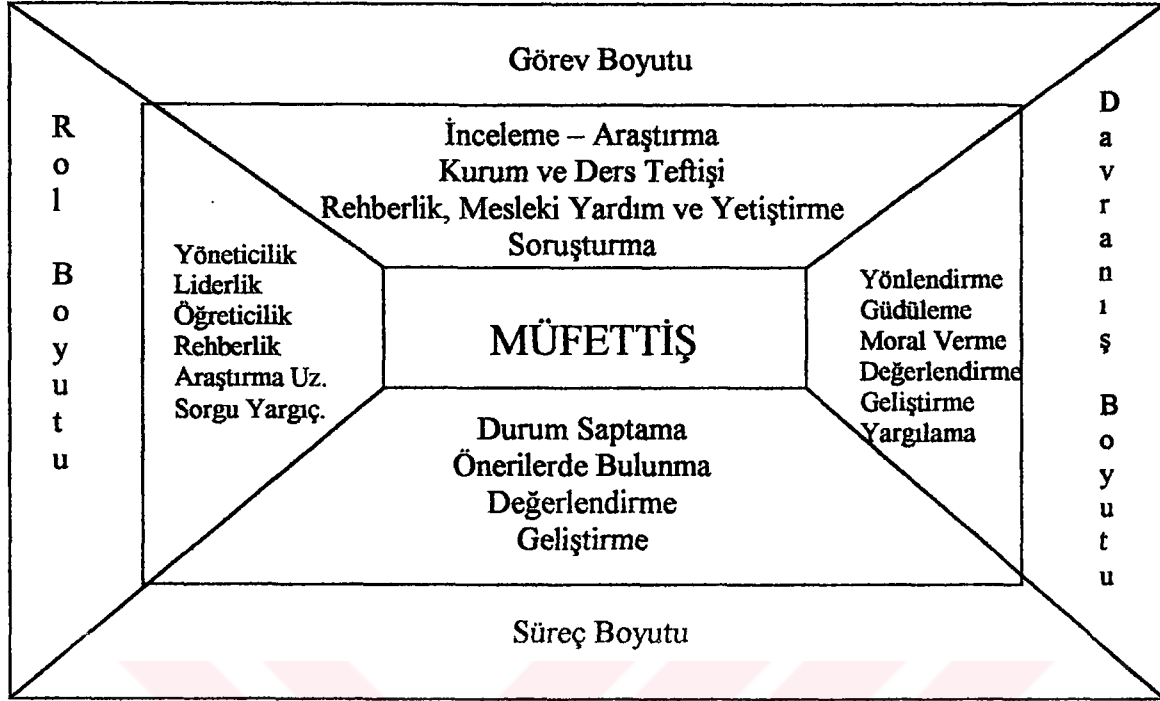 Görev Boyutu
İnceleme – Araştırma
Kurum ve Ders Teftişi
Rehberlik, Mesleki Yardım ve Yetiştirme
Soruşturma
Rol Boyutu
Yöneticilik
Liderlik
Öğreticilik
Rehberlik
Araştırma Uz.
Sorgu Yargıç.
MÜFETTİŞ
Yönlendirme
Güdüleme
Moral Verme
Değerlendirme
Geliştirme
Yargılama
Davranış Boyutu
Durum Saptama
Önerilerde Bulunma
Değerlendirme
Geliştirme
Süreç Boyutu